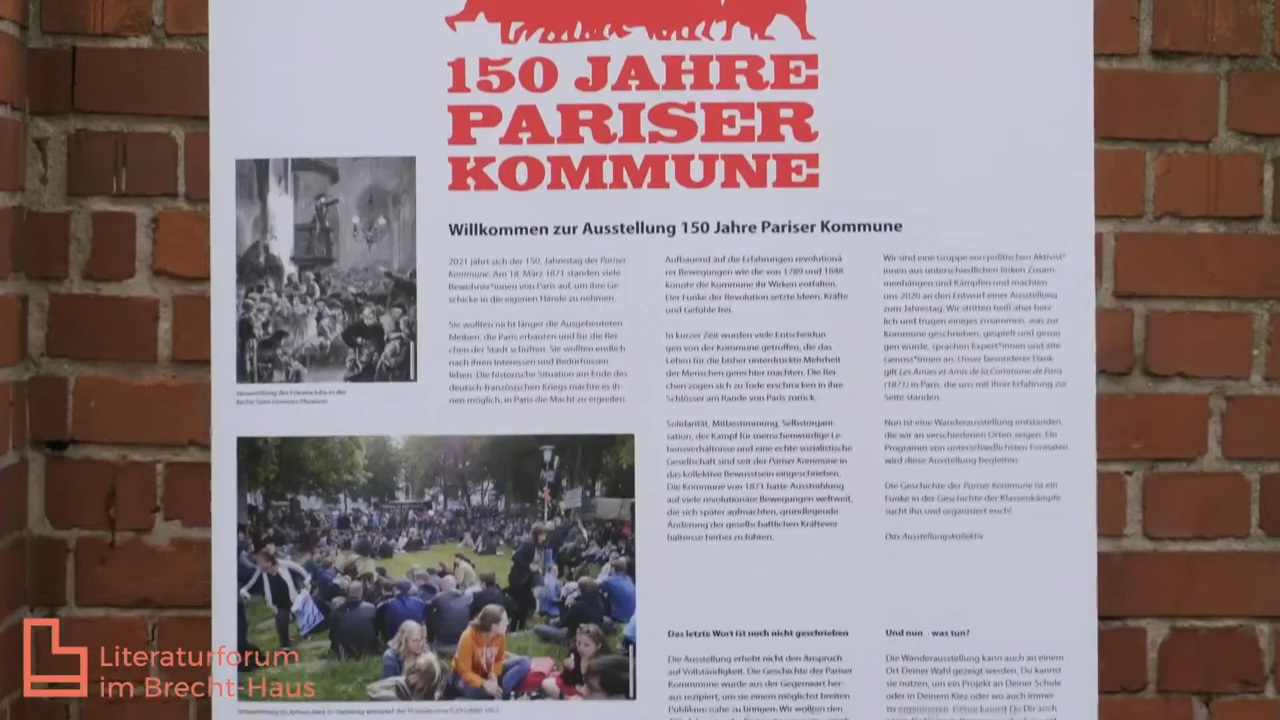 150 JAHRE
PARISER
KOMMUNE
Willkommen zur Ausstellung 150 Jahre Pariser Kommune
2021 jährt sich der 150. Jahrestag der Pariser
Kommune. Am 18. März 1871 standen viele
Bewohner*innen von Paris auf, um ihre Ge-
schicke in die eigenen Hände zu nehmen.
Sie wollten nicht länger die Ausgebeuteten
bleiben, die Paris erbauten und für die Rei-
chen der Stadt schuften. Sie wollten endlich
nach ihren Interessen und Bedürfnissen
leben. Die historische Situation am Ende des
deutsch-französischen Kriegs machte es ih-
nen möglich, in Paris die Macht zu ergreifen
Aufbauend auf die Erfahrungen revolutionä-
rer Bewegungen wie die von 1789 und 1848
konnte die Kommune ihr Wirken entfalten.
Der Funke der Revolution setzte Ideen, Kräfte
und Gefühle frei.
In kurzer Zeit wurden viele Entscheidun
gen von der Kommune getroffen, die das
Leben für die bisher unterdrückte Mehrheit
der Menschen gerechter machten. Die Rei-
chen zogen sich zu Tode erschrocken in ihre
Schlösser am Rande von Paris zurück.
Solidarität, Mitbestimmung, Selbstorgani-
sation, der Kampf für menschenwürdige Le-
bensverhältnisse und eine echte sozialistische
Gesellschaft sind seit der Pariser Kommune in
das kollektive Bewusstsein eingeschrieben.
Die Kommune von 1871 hatte Ausstrahlung
auf viele revolutionäre Bewegungen weltweit,
die sich später aufmachten, grundlegende
Änderung der gesellschaftlichen Kräftever
hältnisse herbei zu führen.
Wir sind eine Gruppe von politischen Aktivist*
innen aus unterschiedlichen linken Zusam
menhängen und Kämpfen und machten
uns 2020 an den Entwurf einer Ausstellung
zum Jahrestag. Wir stritten heiß aber herz-
lich und trugen einiges zusammen, was zur
Kommune geschrieben, gespielt und gesun
gen wurde, sprachen Expert*innen und alte
Genoss*innen an. Unser besonderer Dank
gilt Les Amies et Amis de la Commune de Paris
(1871) in Paris, die uns mit ihrer Erfahrung zur
Seite standen.
Nun ist eine Wanderausstellung entstanden,
die wir an verschiedenen Orten zeigen. Ein
Programm von unterschiedlichsten Formaten
wird diese Ausstellung begleiten.
Die Geschichte der Pariser Kommune ist ein
Funke in der Geschichte der Klassenkämpfe
sucht ihn und organisiert euch!
Das Ausstellungskollektiv
Das letzte Wort ist noch nicht geschrieben
Die Ausstellung erhebt nicht den Anspruch
auf Vollständigkeit. Die Geschichte der Pariser
Kommune wurde aus der Gegenwart her-
aus rezipiert, um sie einem möglichst breiten
Publikum nahe zu bringen. Wir wollten den
Und nun - was tun?
Die Wanderausstellung kann auch an einem
Ort Deiner Wahl gezeigt werden. Du kannst
sie nutzen, um ein Projekt an Deiner Schule
oder in Deinem Kiez oder wo auch immer
zu organisieren. Du Dir auch
Literaturforum
im Brecht-Haus